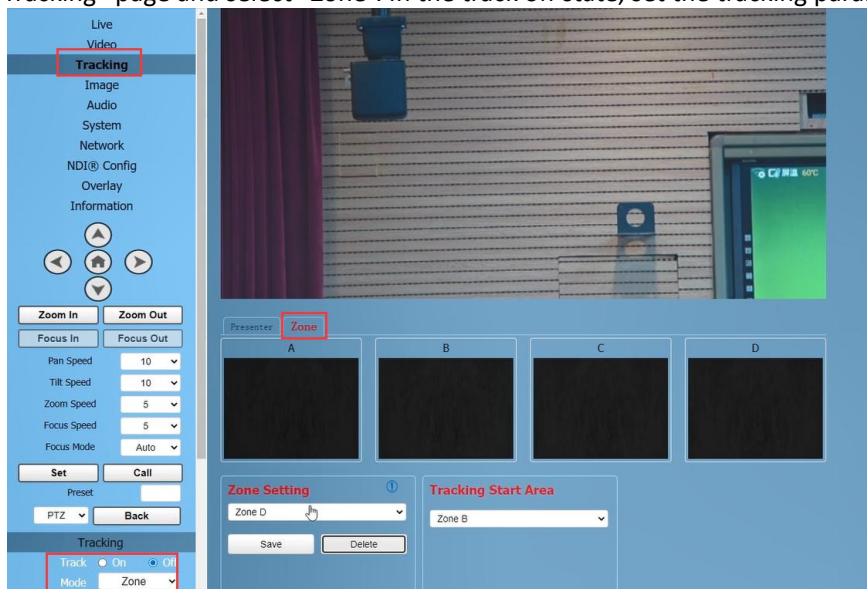 Tracking" page and select "Zone". In the track state, set the tracking
Live
Video
Tracking
Image
Audio
System
Network
NDI® Config
Overlay
Information
Zoom In Zoom Out
Focus In Focus Out
Pan Speed 10
Tilt Speed 10
Zoom Speed 5
Focus Speed 5
Focus Mode Auto
Set Call
Preset
PTZ Back
Tracking
Track On Off
Mode Zone
60℃
Presenter Zone
A B C D
Zone Setting
Zone D
Save Delete
Tracking Start Area
Zone B